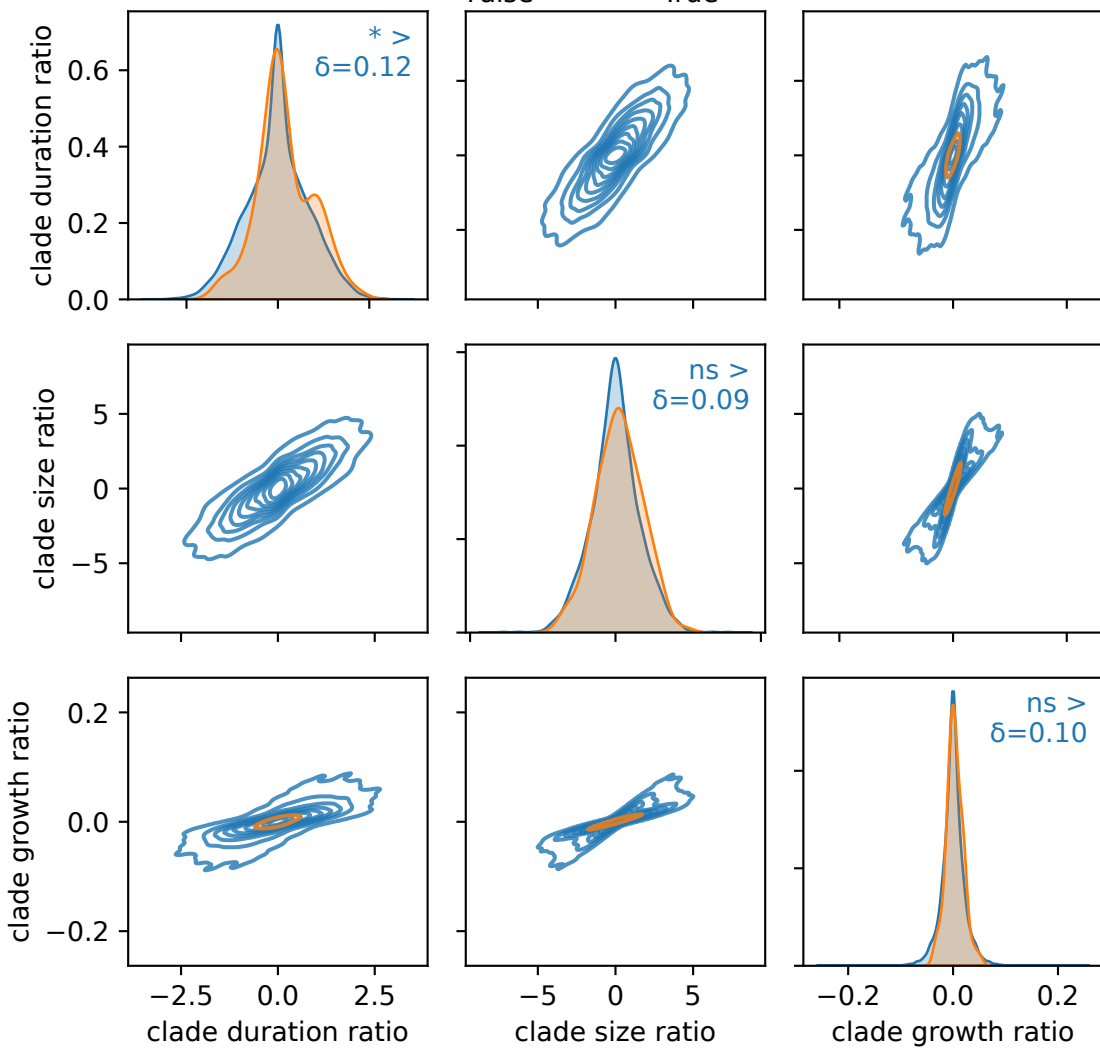 clade duration ratio
0.6
0.4
0.2
0.0
* >
δ=0.12
clade size ratio
5
0
−5
ns >
δ=0.09
clade growth ratio
0.2
0.0
−0.2
ns >
δ=0.10
−2.5 0.0 2.5
−5 0 5
−0.2 0.0 0.2
clade duration ratio
clade size ratio
clade growth ratio